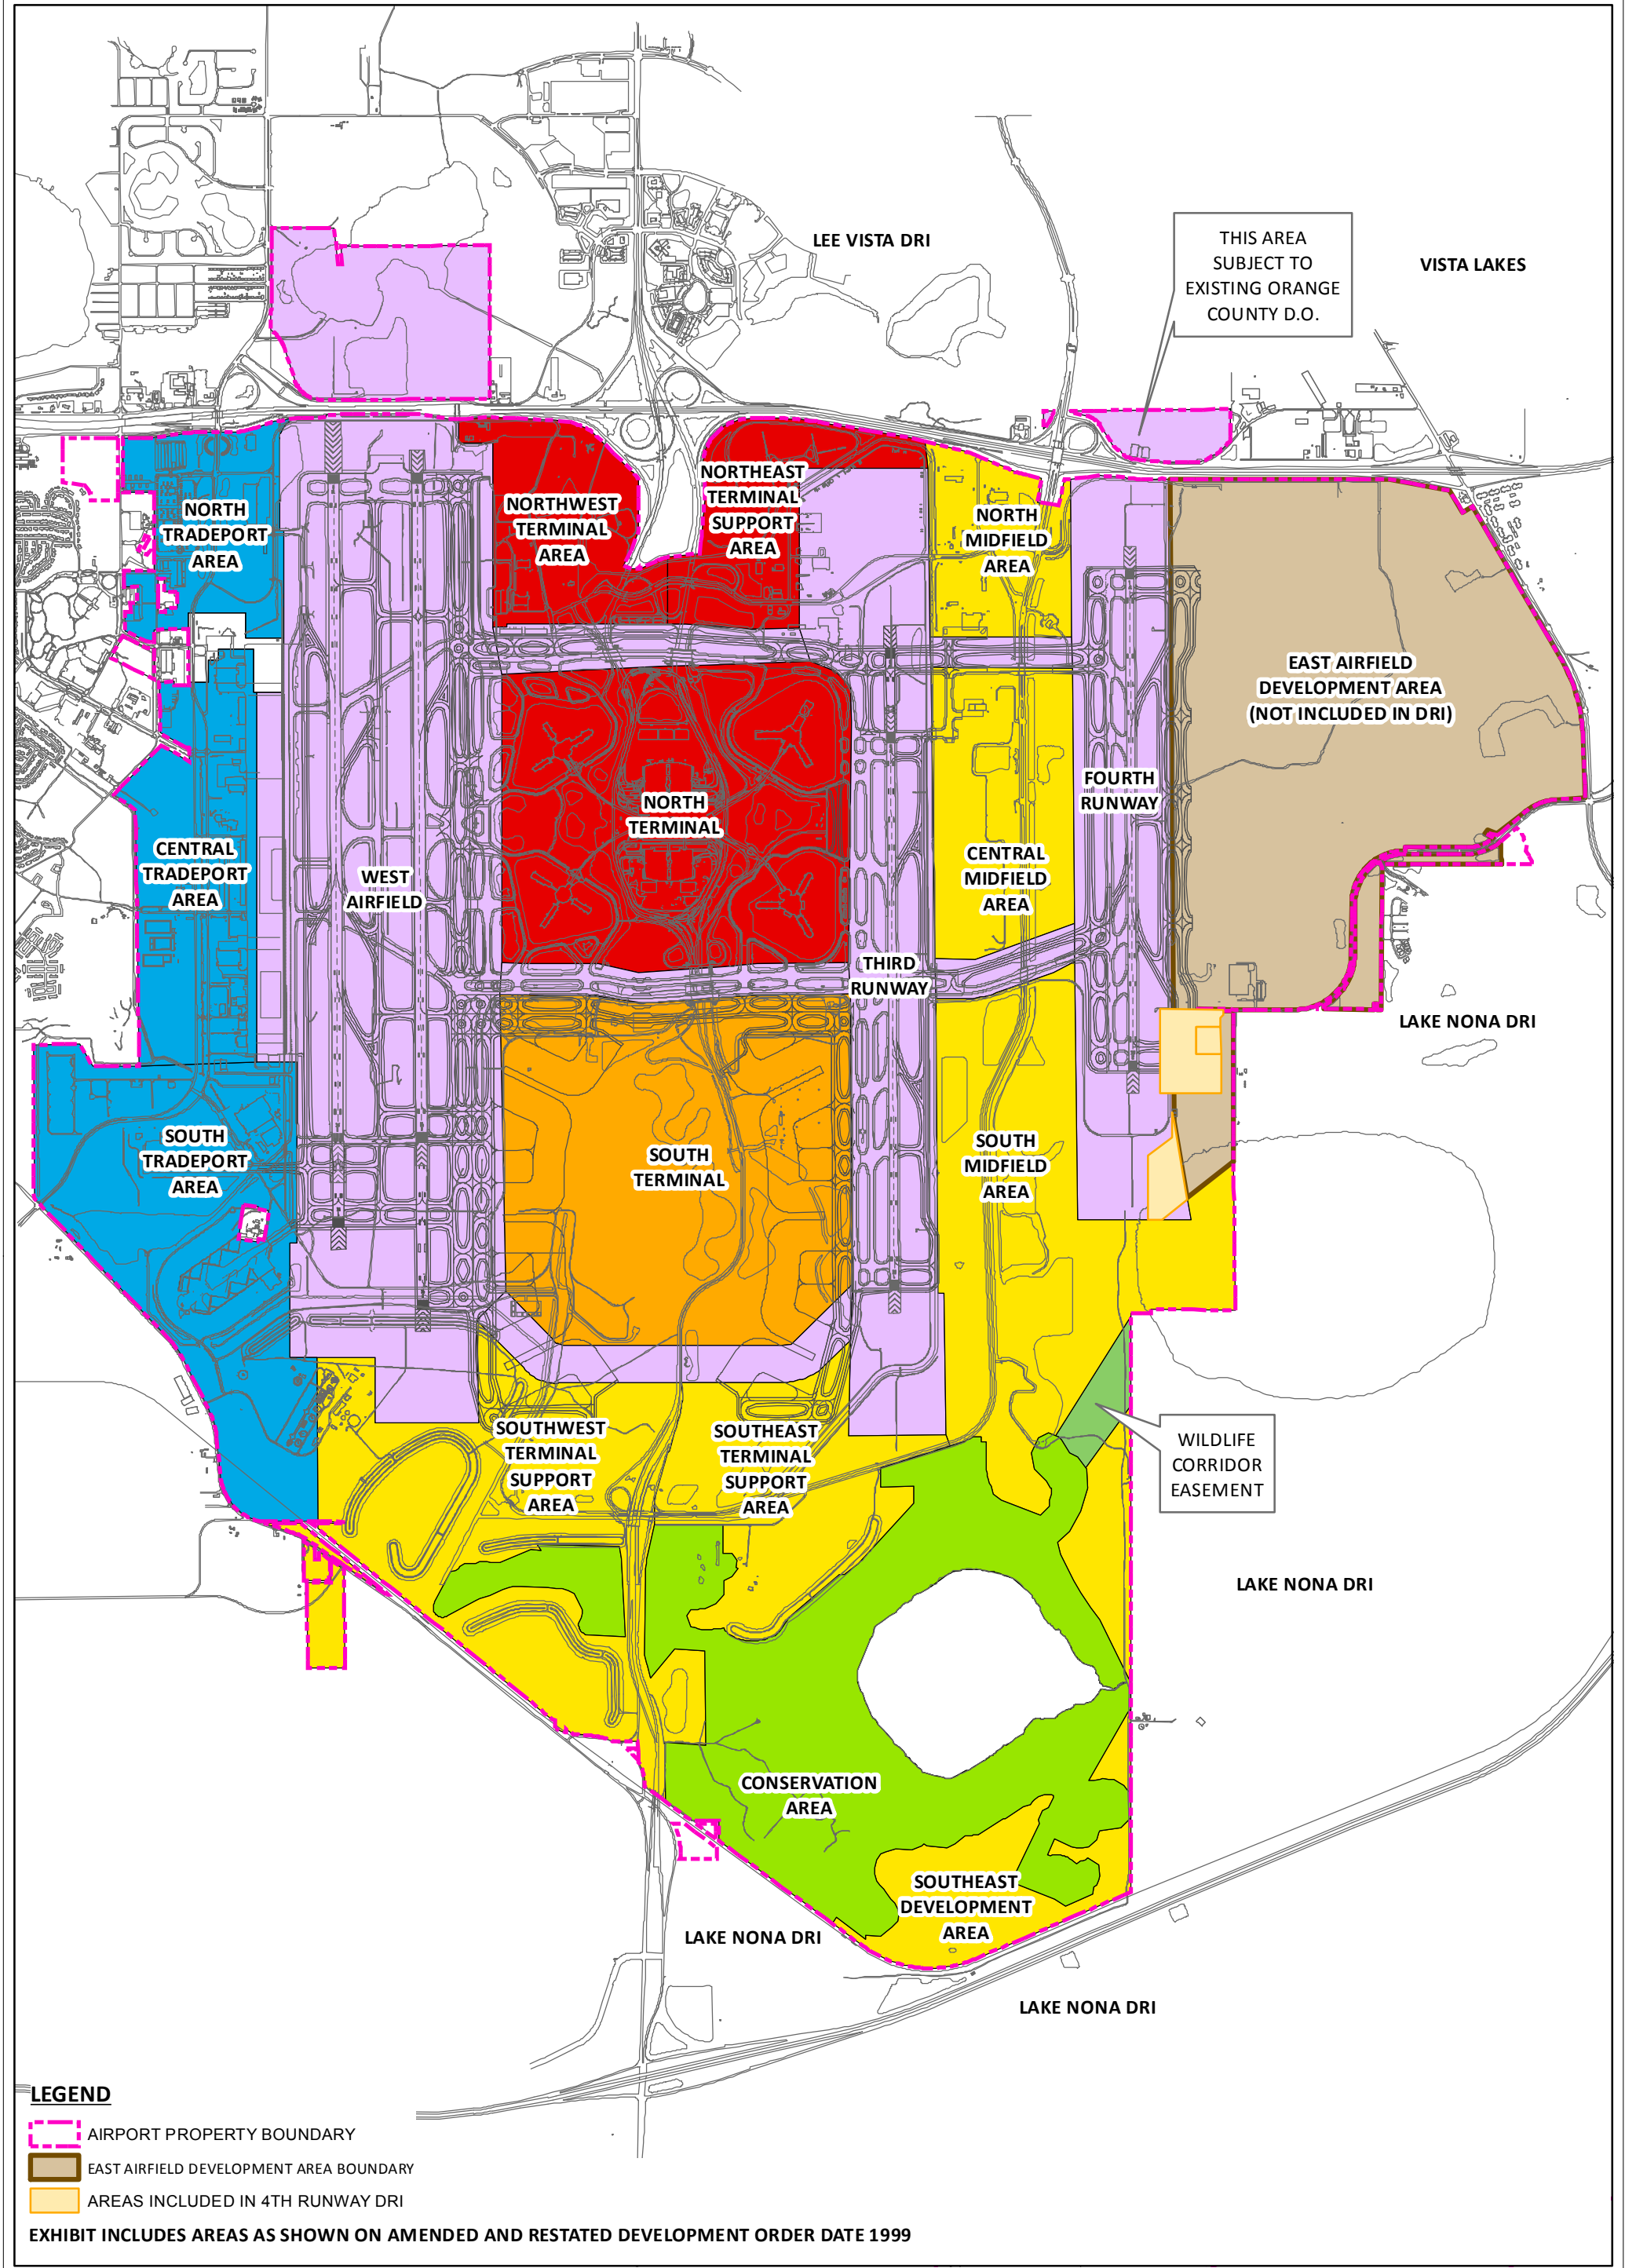 LEE VISTA DRI
THIS AREA
SUBJECT TO
EXISTING ORANGE
COUNTY D.O.
VISTA LAKES
NORTH
TRADEPORT
AREA
NORTHWEST
TERMINAL
AREA
NORTHEAST
TERMINAL
SUPPORT
AREA
NORTH
MIDFIELD
AREA
EAST AIRFIELD
DEVELOPMENT AREA
(NOT INCLUDED IN DRI)
FOURTH
RUNWAY
NORTH
TERMINAL
CENTRAL
TRADEPORT
AREA
WEST
AIRFIELD
CENTRAL
MIDFIELD
AREA
THIRD
RUNWAY
LAKE NONA DRI
SOUTH
TRADEPORT
AREA
SOUTH
TERMINAL
SOUTH
MIDFIELD
AREA
SOUTHWEST
TERMINAL
SUPPORT
AREA
SOUTHEAST
TERMINAL
SUPPORT
AREA
WILDLIFE
CORRIDOR
EASEMENT
LAKE NONA DRI
CONSERVATION
AREA
SOUTHEAST
DEVELOPMENT
AREA
LAKE NONA DRI
LAKE NONA DRI
LEGEND
AIRPORT PROPERTY BOUNDARY
EAST AIRFIELD DEVELOPMENT AREA BOUNDARY
AREAS INCLUDED IN 4TH RUNWAY DRI
EXHIBIT INCLUDES AREAS AS SHOWN ON AMENDED AND RESTATED DEVELOPMENT ORDER DATE 1999